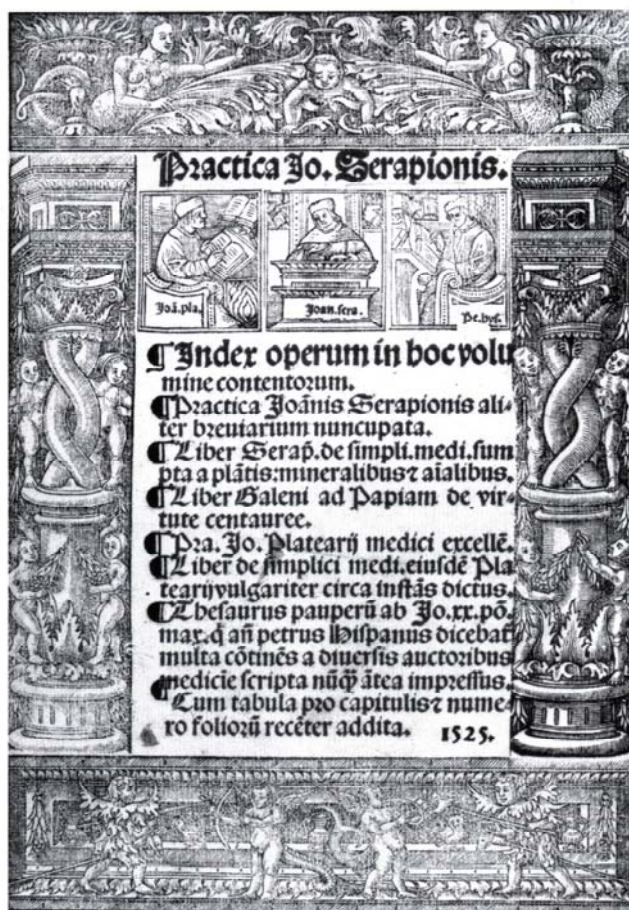 Practica Jo. Serapionis.
Joā. pla.
Joan. sera.
Pe. hys.
¶ Index operum in hoc volu
mine contentorum.
¶ Practica Joānis Serapionis ali-
ter breuiarium nuncupata.
¶ Liber Serap̄. de simpli. medi. sum
pta a plātis: mineralibus ⁊ aīalibus.
¶ Liber Galeni ad Papiam de vir-
tute centauree.
¶ Pra. Jo. Platearij medici excellē.
¶ Liber de simplici medi. eiusdē Pla
tearij vulgariter circa instās dictus.
¶ Thesaurus pauperū ab Jo. xx. pō.
max. q̄ an̄ petrus Hispanus dicebat̄
multa cōtinēs a diuersis auctoribus
medicīe scripta nūq̄ꝫ ātea impressus.
¶ Cum tabula pro capitulis ⁊ nume-
ro foliorū recēter addita. 1525.